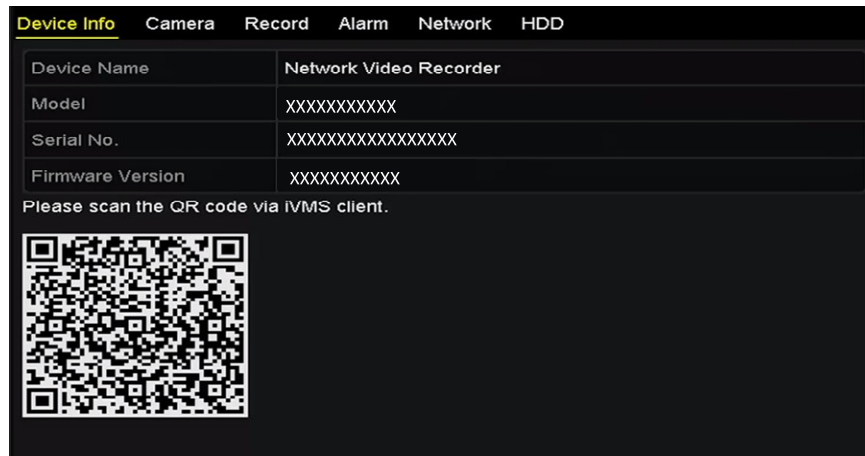 Device Info Camera Record Alarm Network HDD
Device Name Network Video Recorder
Model XXXXXXXXXXX
Serial No. XXXXXXXXXXXXXXXXX
Firmware Version XXXXXXXXXXX
Please scan the QR code via iVMS client.